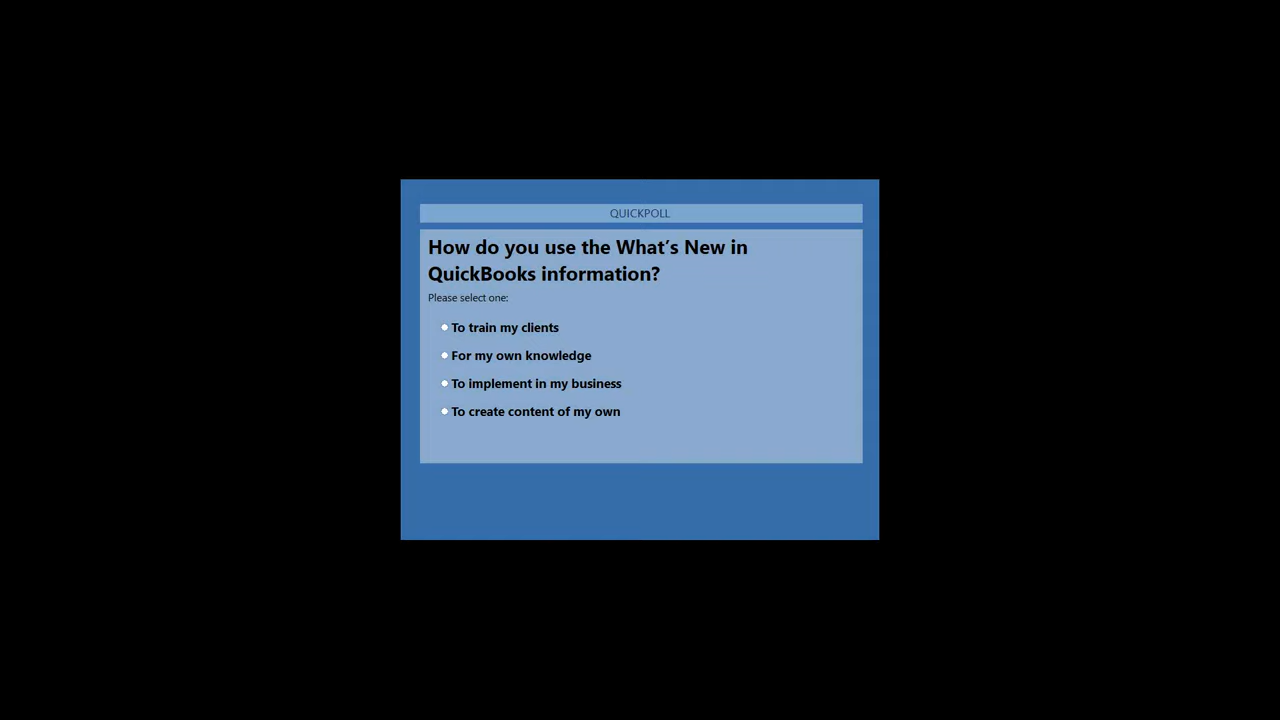 QUICKPOLL
How do you use the What's New in
QuickBooks information?
Please select one:
To train my clients
For my own knowledge
To implement in my business
To create content of my own